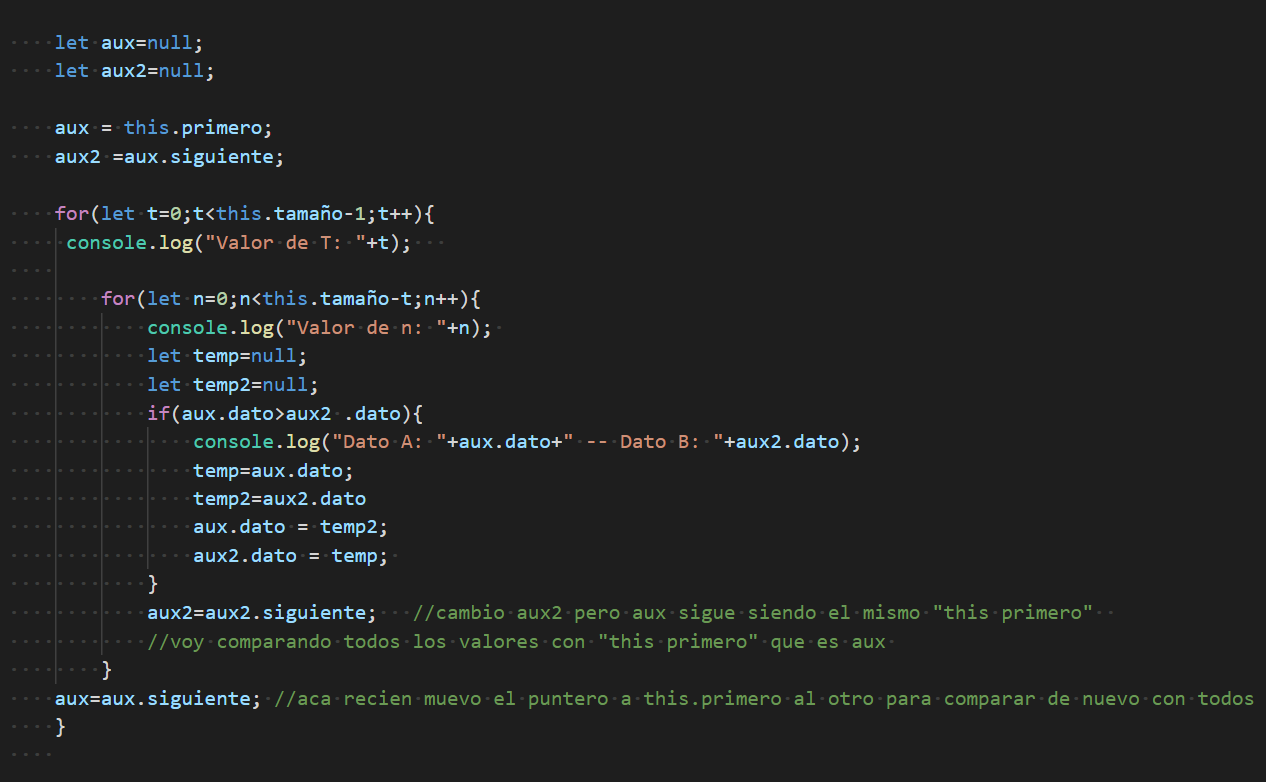 let aux=null;
let aux2=null;
aux = this.primero;
aux2 =aux.siguiente;
for(let t=0;t<this.tamaño-1;t++){
console.log("Valor de T: "+t);
for(let n=0;n<this.tamaño-t;n++){
console.log("Valor de n: "+n);
let temp=null;
let temp2=null;
if(aux.dato>aux2 .dato){
console.log("Dato A: "+aux.dato+" -- Dato B: "+aux2.dato);
temp=aux.dato;
temp2=aux2.dato
aux.dato = temp2;
aux2.dato = temp;
}
aux2=aux2.siguiente; //cambio aux2 pero aux sigue siendo el mismo "this primero"
//voy comparando todos los valores con "this primero" que es aux
}
aux=aux.siguiente; //aca recien muevo el puntero a this.primero al otro para comparar de nuevo con todos
}